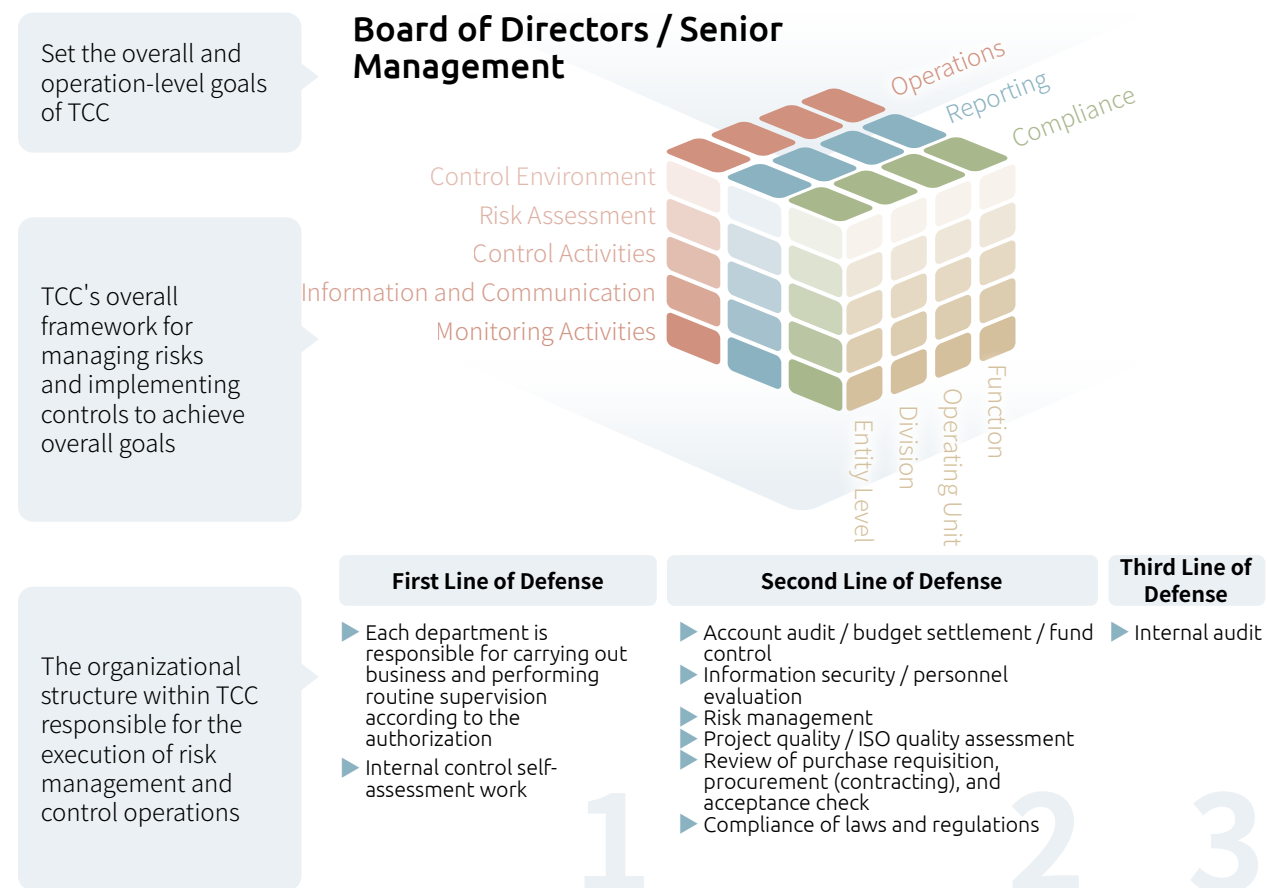 Set the overall and
operation-level goals
of TCC
Board of Directors / Senior
Management
Operations
Reporting
Compliance
Control Environment
Risk Assessment
Control Activities
Information and Communication
Monitoring Activities
Entity Level
Division
Operating Unit
Function
TCC's overall
framework for
managing risks
and implementing
controls to achieve
overall goals
The organizational
structure within TCC
responsible for the
execution of risk
management and
control operations
First Line of Defense
Each department is
responsible for carrying out
business and performing
routine supervision
according to the
authorization
Internal control self-
assessment work
1
Second Line of Defense
Account audit / budget settlement / fund
control
Information security / personnel
evaluation
Risk management
Project quality / ISO quality assessment
Review of purchase requisition,
procurement (contracting), and
acceptance check
Compliance of laws and regulations
2
Third Line of
Defense
Internal audit
3